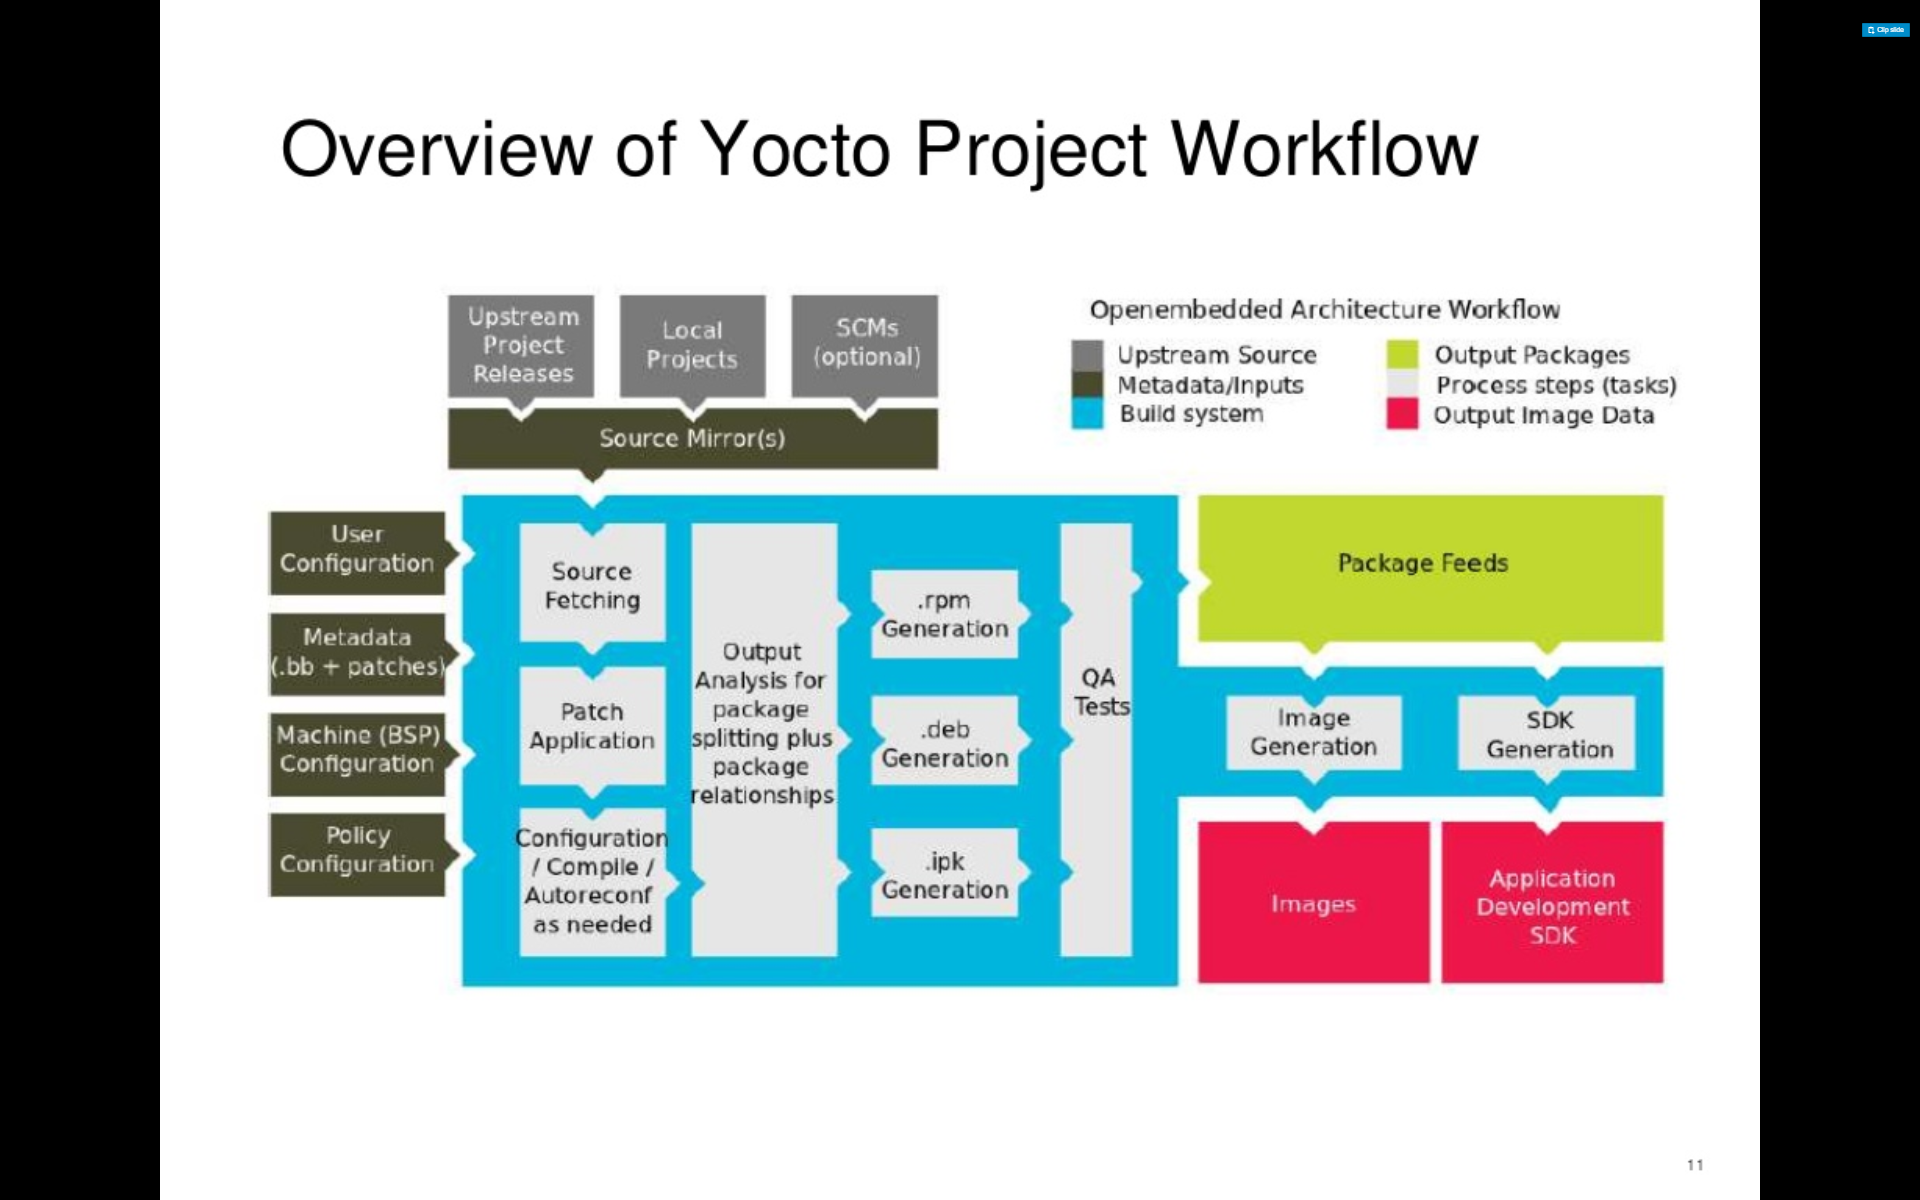 Clip slide
Overview of Yocto Project Workflow
Upstream
Project
Releases
Local
Projects
SCMs
(optional)
Source Mirror(s)
Openembedded Architecture Workflow
Upstream Source
Metadata/Inputs
Build system
Output Packages
Process steps (tasks)
Output Image Data
User
Configuration
Metadata
(.bb + patches)
Machine (BSP)
Configuration
Policy
Configuration
Source
Fetching
Patch
Application
Configuration
/ Compile /
Autoreconf
as needed
Output
Analysis for
package
splitting plus
package
relationships
.rpm
Generation
.deb
Generation
.ipk
Generation
QA
Tests
Package Feeds
Image
Generation
SDK
Generation
Images
Application
Development
SDK
11